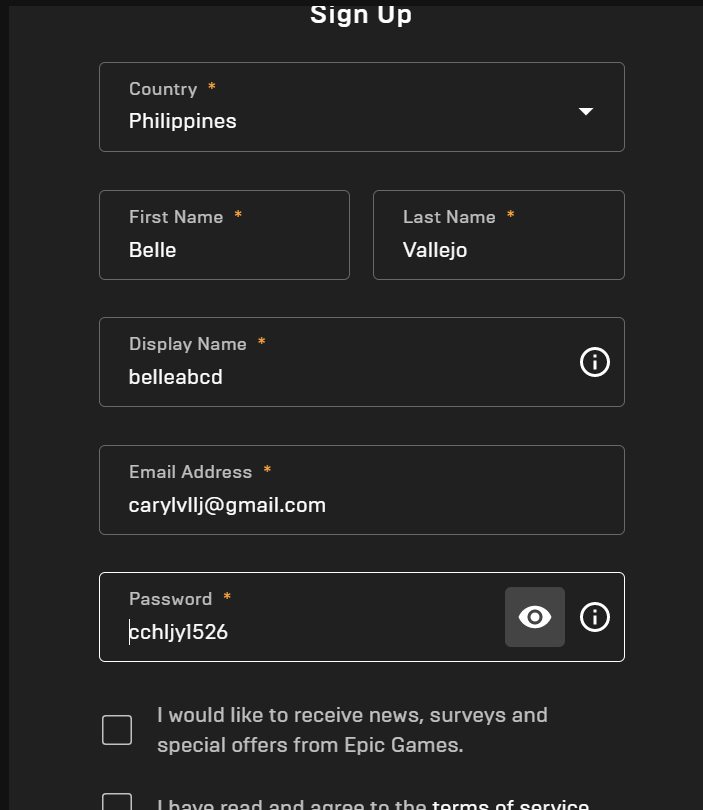 Sign Up
Country *
Philippines
First Name *
Last Name *
Belle
Vallejo
Display Name *
belleabcd
Email Address *
carylvllj@gmail.com
Password *
cchljy1526
I would like to receive news, surveys and
special offers from Epic Games.
I have read and agree to the terms of service